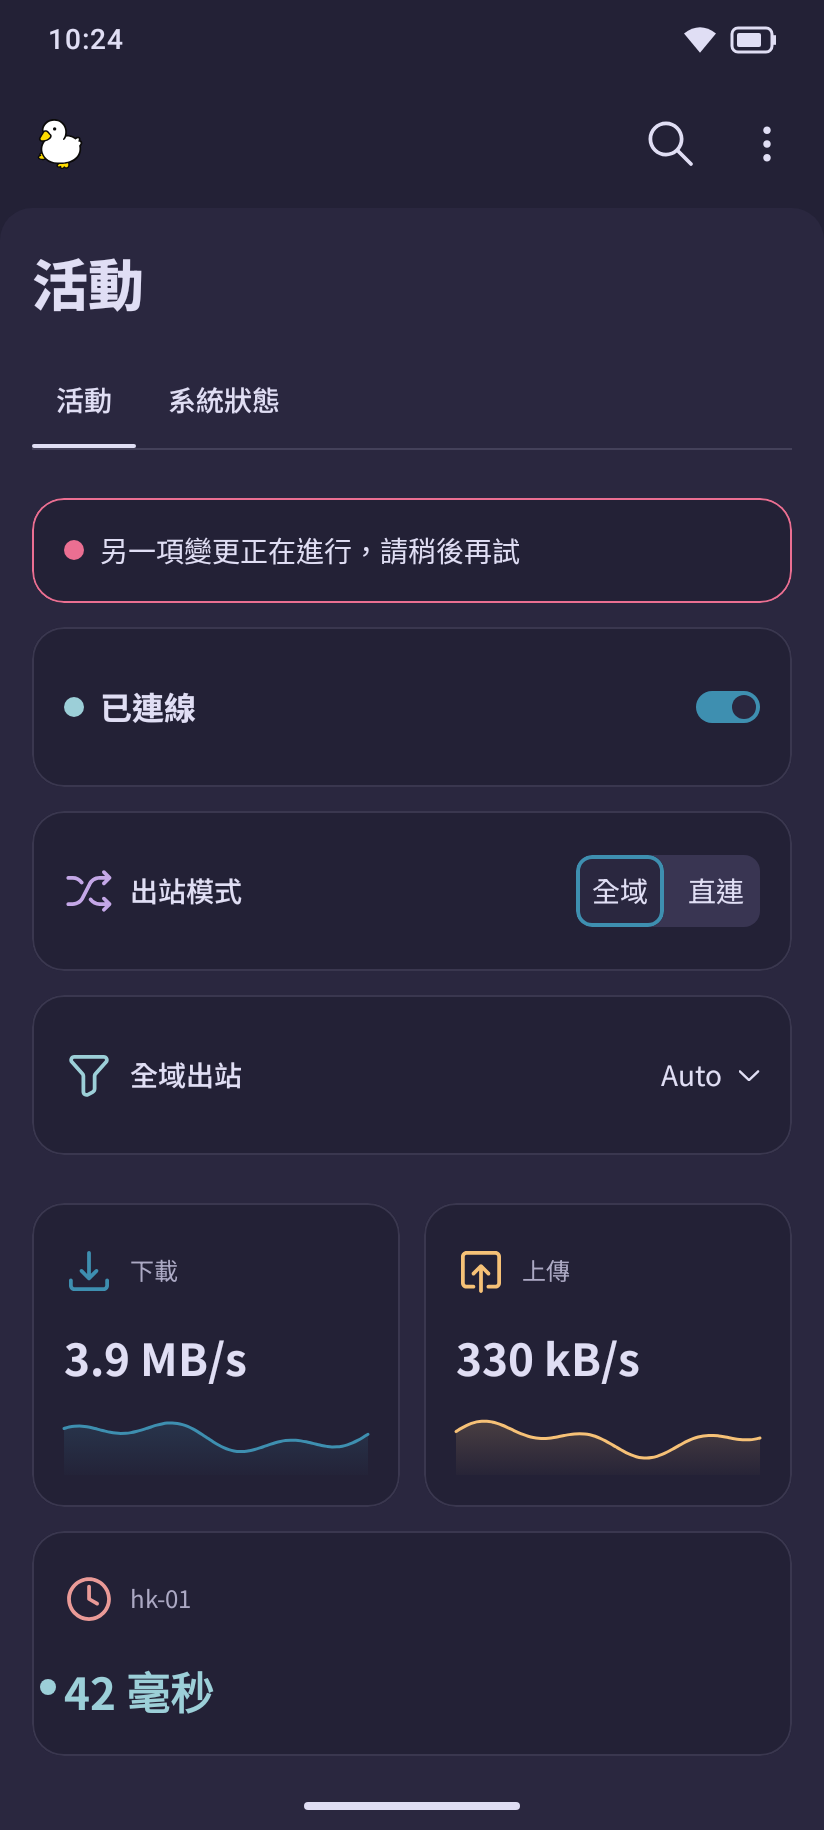 10:24
活動
活動
系統狀態
另一項變更正在進行，請稍後再試
已連線
出站模式
全域
直連
全域出站
Auto
下載
上傳
3.9 MB/s
330 kB/s
hk-01
42 毫秒